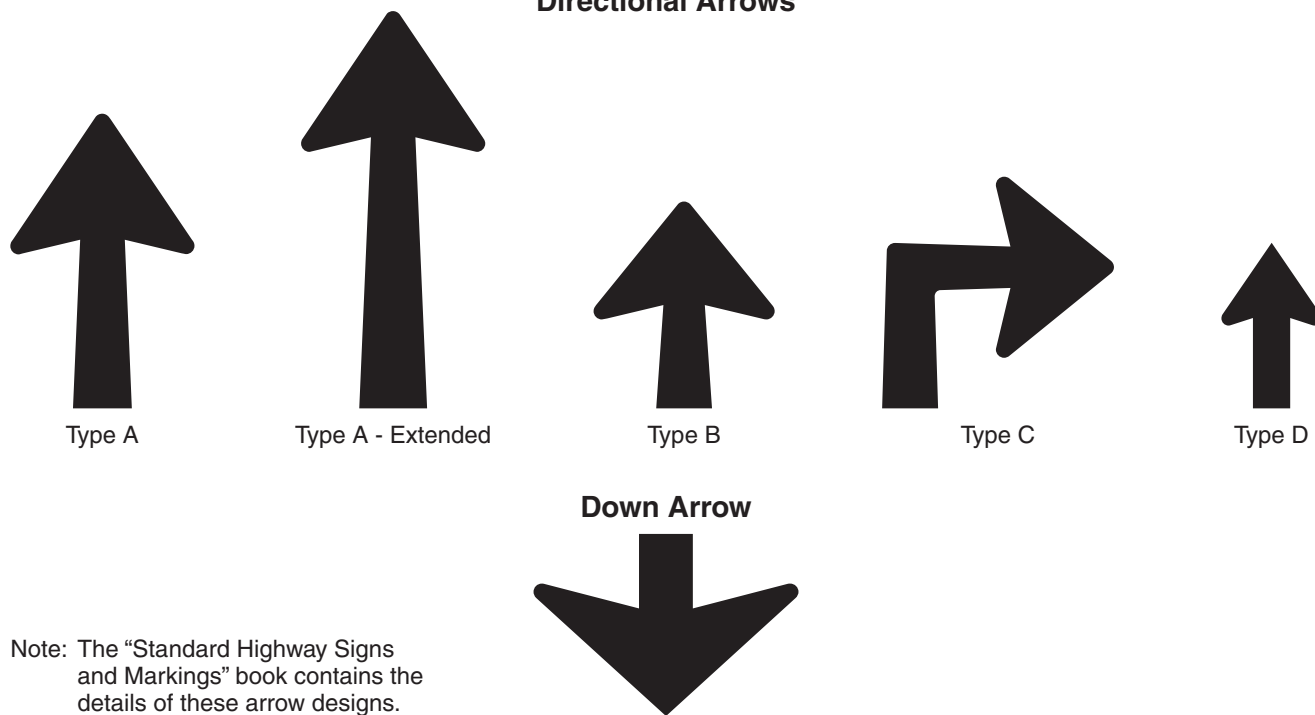 Directional Arrows
Type A
Type A - Extended
Type B
Type C
Type D
Down Arrow
Note: The “Standard Highway Signs
and Markings” book contains the
details of these arrow designs.